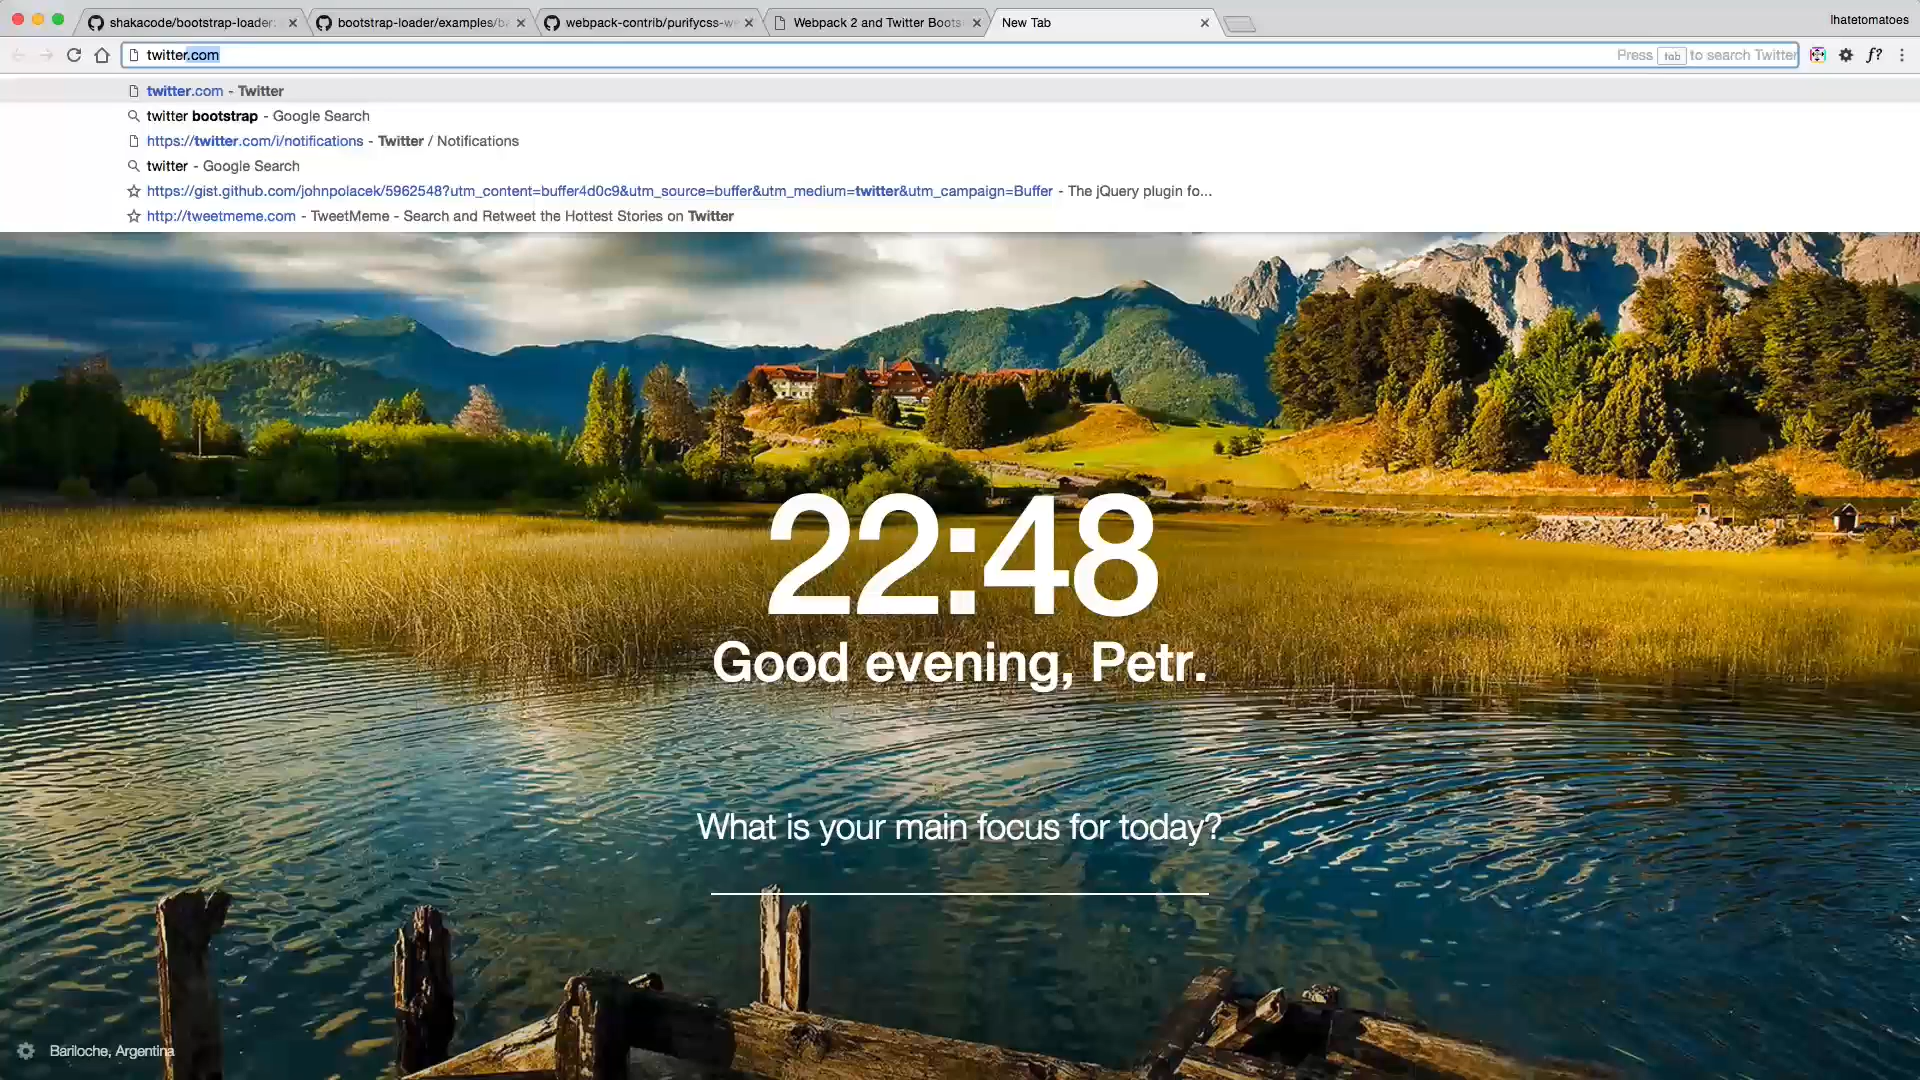 shakacode/bootstrap-loader:
bootstrap-loader/examples/ba
webpack-contrib/purifycss-we
Webpack 2 and Twitter Boots
New Tab
Ihatetomatoes
twitter.com
Press tab to search Twitter
f?
twitter.com - Twitter
twitter bootstrap - Google Search
https://twitter.com/i/notifications - Twitter / Notifications
twitter - Google Search
https://gist.github.com/johnpolacek/5962548?utm_content=buffer4d0c9&utm_source=buffer&utm_medium=twitter&utm_campaign=Buffer - The jQuery plugin fo...
http://tweetmeme.com - TweetMeme - Search and Retweet the Hottest Stories on Twitter
22:48
Good evening, Petr.
What is your main focus for today?
Bariloche, Argentina